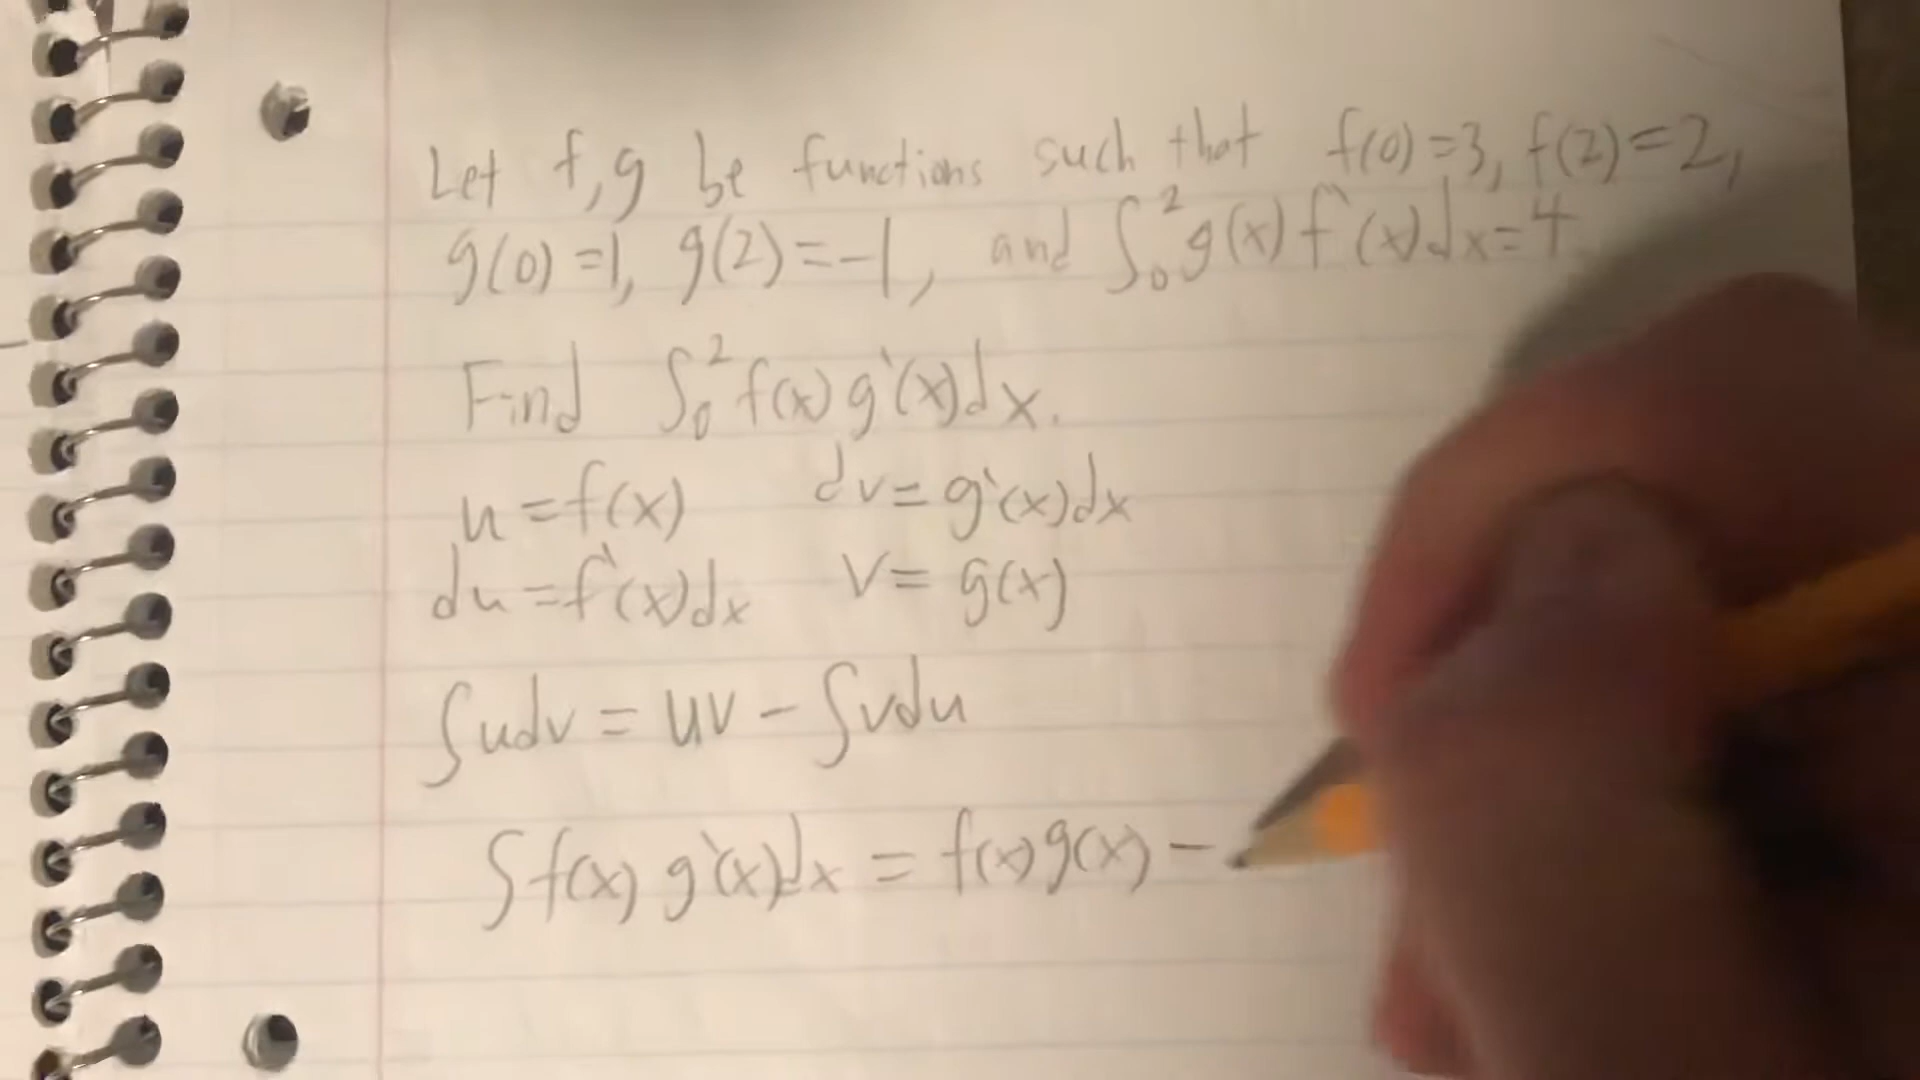 Let f, g be functions such that f(0)=3, f(2)=2,
g(0)=1, g(2)=-1, and ∫₀² g(x) f'(x)dx=4
Find ∫₀² f(x) g'(x)dx.
u=f(x) dv=g'(x)dx
du=f'(x)dx v=g(x)
∫udv = uv - ∫vdu
∫f(x) g'(x)dx = f(x)g(x) -